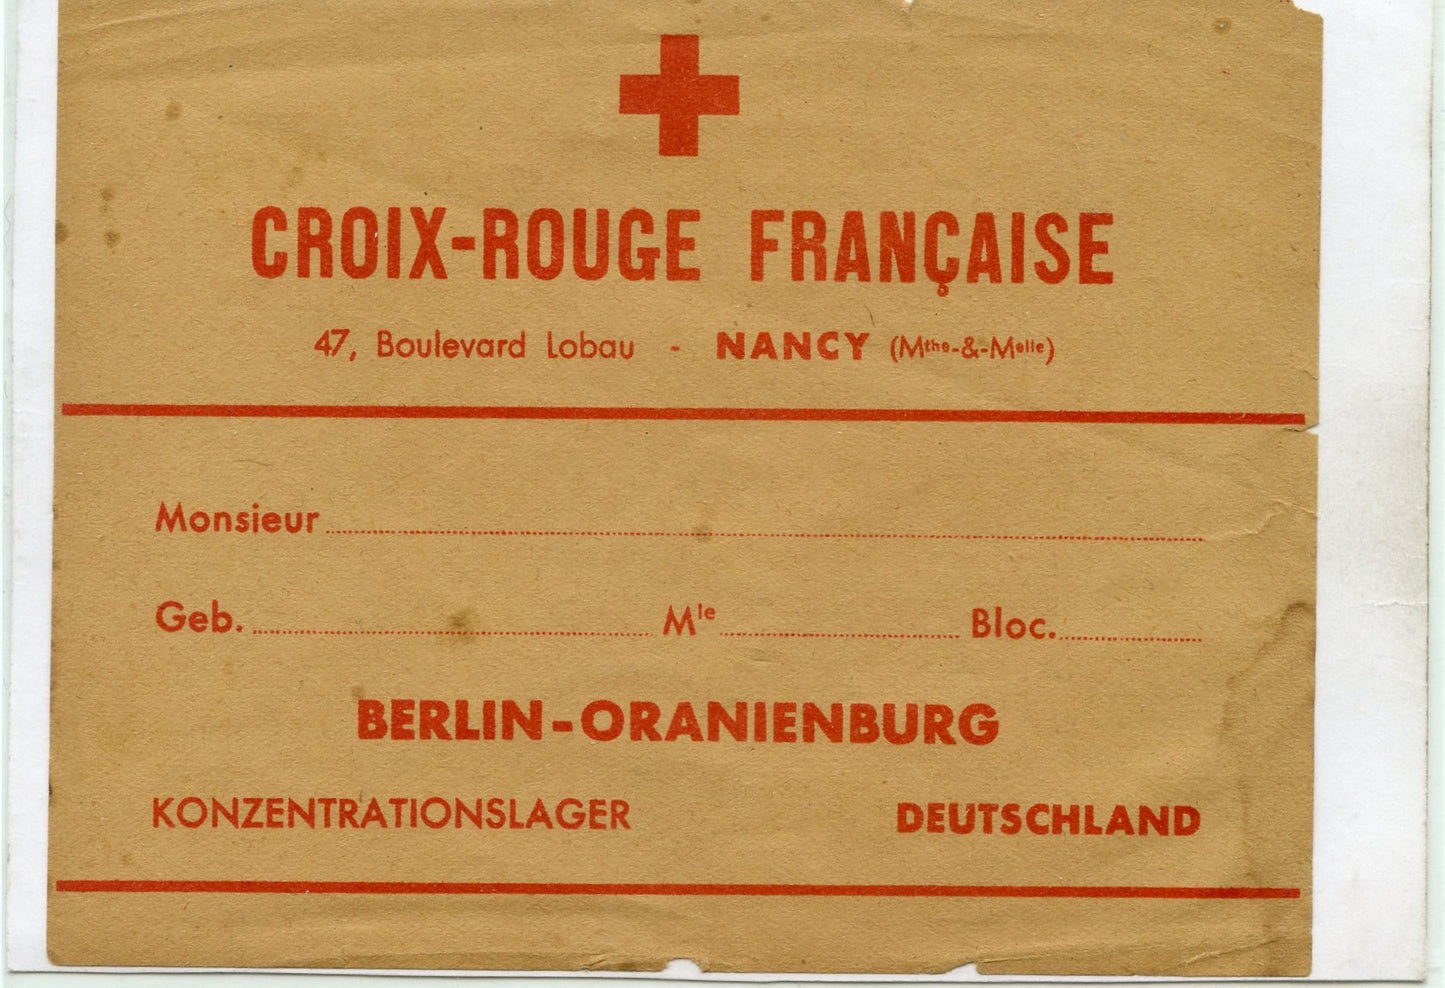 CROIX-ROUGE FRANÇAISE
47, Boulevard Lobau - NANCY (Mthe-&-Melle)
Monsieur
Geb. Mle Bloc.
BERLIN-ORANIENBURG
KONZENTRATIONSLAGER DEUTSCHLAND